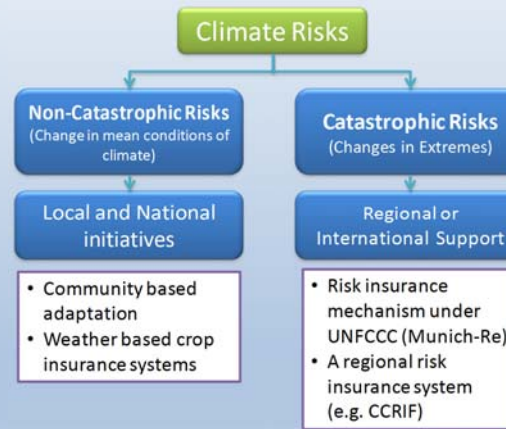 Climate Risks
Non-Catastrophic Risks
(Change in mean conditions of
climate)
Local and National
initiatives
• Community based
adaptation
• Weather based crop
insurance systems
Catastrophic Risks
(Changes in Extremes)
Regional or
International Support
• Risk insurance
mechanism under
UNFCCC (Munich-Re)
• A regional risk
insurance system
(e.g. CCRIF)